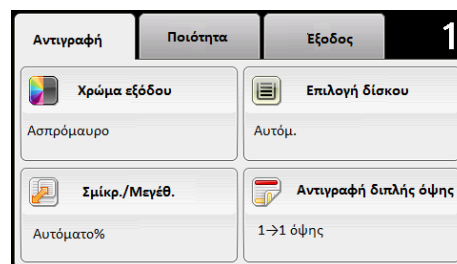 Αντιγραφή Ποιότητα Έξοδος 1
Χρώμα εξόδου Επιλογή δίσκου
Ασπρόμαυρο Αυτόμ.
Σμίκρ./Μεγέθ. Αντιγραφή διπλής όψης
Αυτόματο% 1→1 όψης